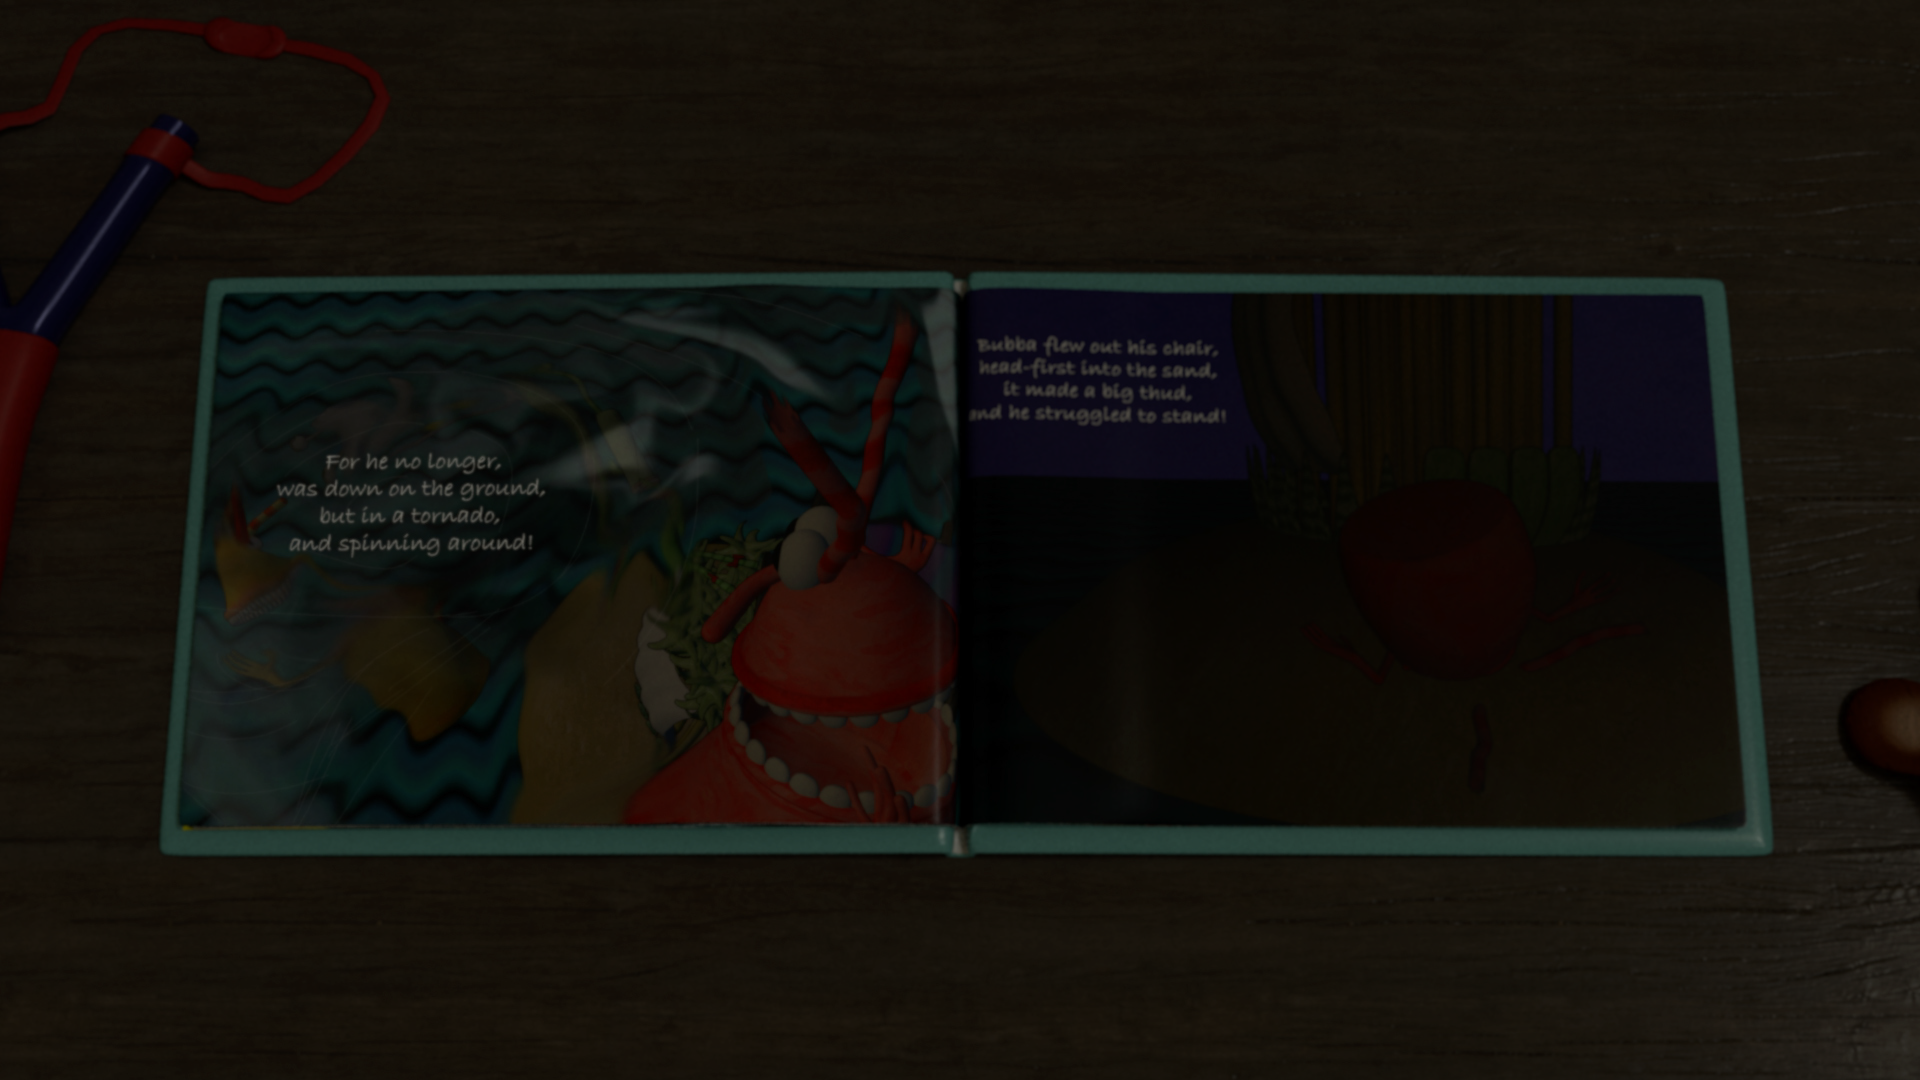 For he no longer,
was down on the ground,
but in a tornado,
and spinning around!
Bubba flew out his chair,
head-first into the sand,
it made a big thud,
and he struggled to stand!